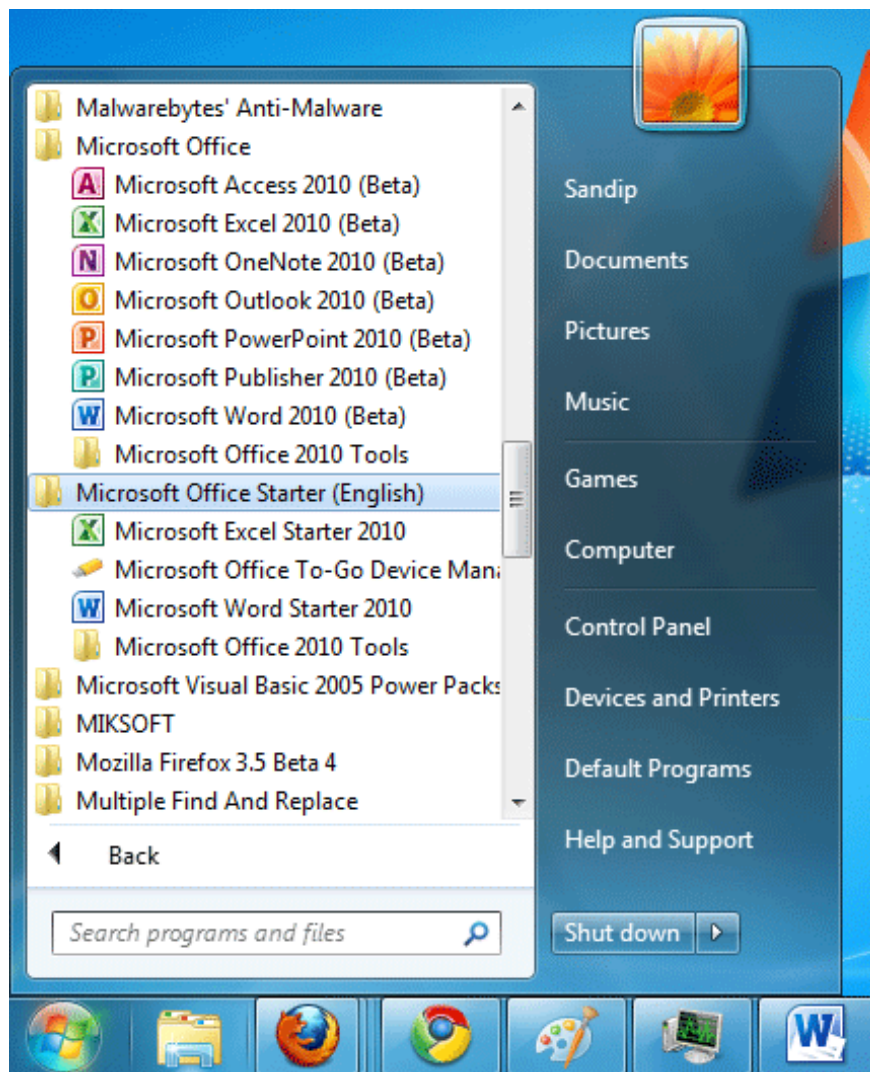 Malwarebytes' Anti-Malware
Microsoft Office
Microsoft Access 2010 (Beta)
Microsoft Excel 2010 (Beta)
Microsoft OneNote 2010 (Beta)
Microsoft Outlook 2010 (Beta)
Microsoft PowerPoint 2010 (Beta)
Microsoft Publisher 2010 (Beta)
Microsoft Word 2010 (Beta)
Microsoft Office 2010 Tools
Microsoft Office Starter (English)
Microsoft Excel Starter 2010
Microsoft Office To-Go Device Mana
Microsoft Word Starter 2010
Microsoft Office 2010 Tools
Microsoft Visual Basic 2005 Power Packs
MIKSOFT
Mozilla Firefox 3.5 Beta 4
Multiple Find And Replace
Back
Search programs and files
Sandip
Documents
Pictures
Music
Games
Computer
Control Panel
Devices and Printers
Default Programs
Help and Support
Shut down